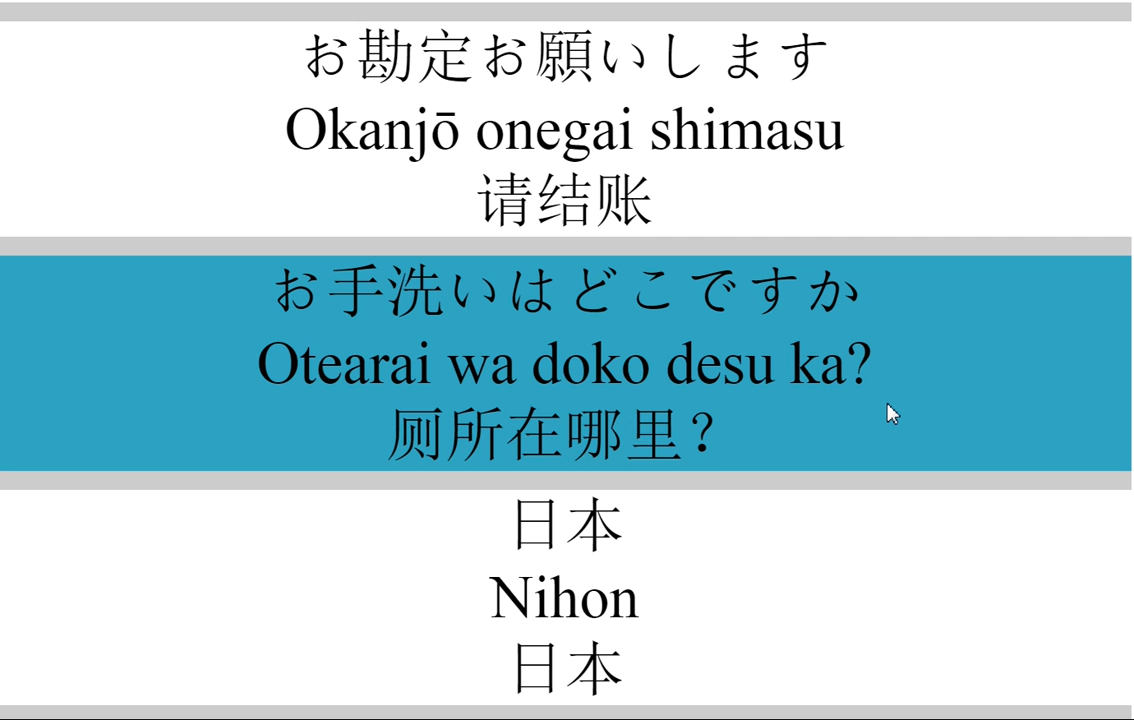 お勘定お願いします
Okanjō onegai shimasu
请结账
お手洗いはどこですか
Otearai wa doko desu ka?
厕所在哪里？
日本
Nihon
日本